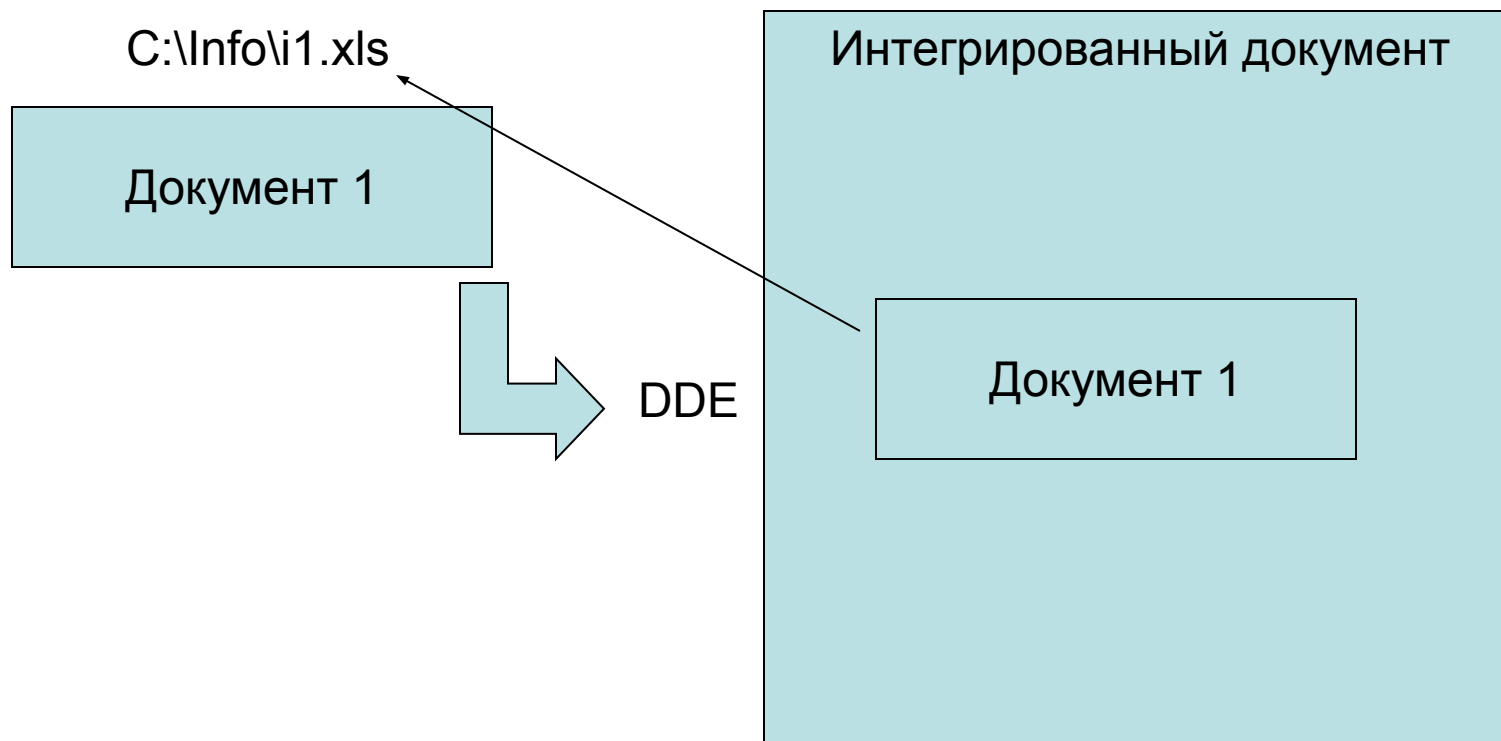 C:\Info\i1.xls
Документ 1
DDE
Интегрированный документ
Документ 1